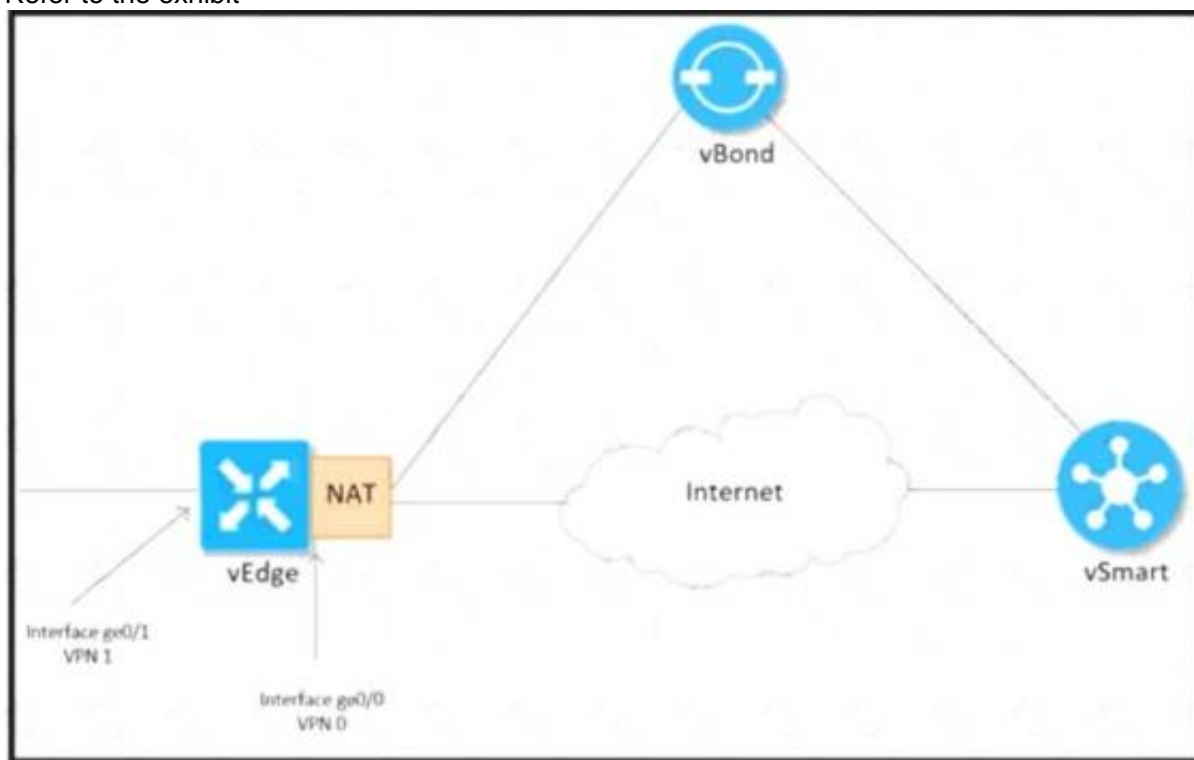 Refer to the exhibit
vBond
NAT
Internet
vEdge
vSmart
Interface ge0/1
VPN 1
Interface ge0/0
VPN 0